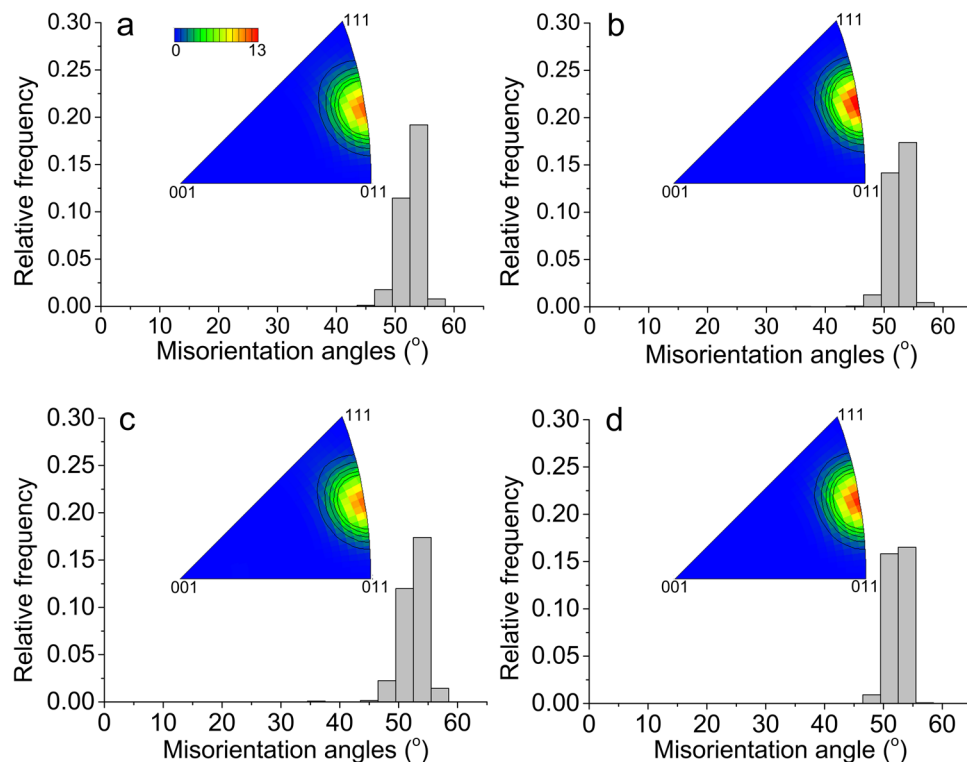 a
111
0.30
0 13
0.25
0.20
0.15
0.10
0.05
0.00
Relative frequency
001
011
0 10 20 30 40 50 60
Misorientation angles (o)
b
111
0.30
0.25
0.20
0.15
0.10
0.05
0.00
Relative frequency
001
011
0 10 20 30 40 50 60
Misorientation angles (o)
c
111
0.30
0.25
0.20
0.15
0.10
0.05
0.00
Relative frequency
001
011
0 10 20 30 40 50 60
Misorientation angles (o)
d
111
0.30
0.25
0.20
0.15
0.10
0.05
0.00
Relative frequency
001
011
0 10 20 30 40 50 60
Misorientation angle (o)